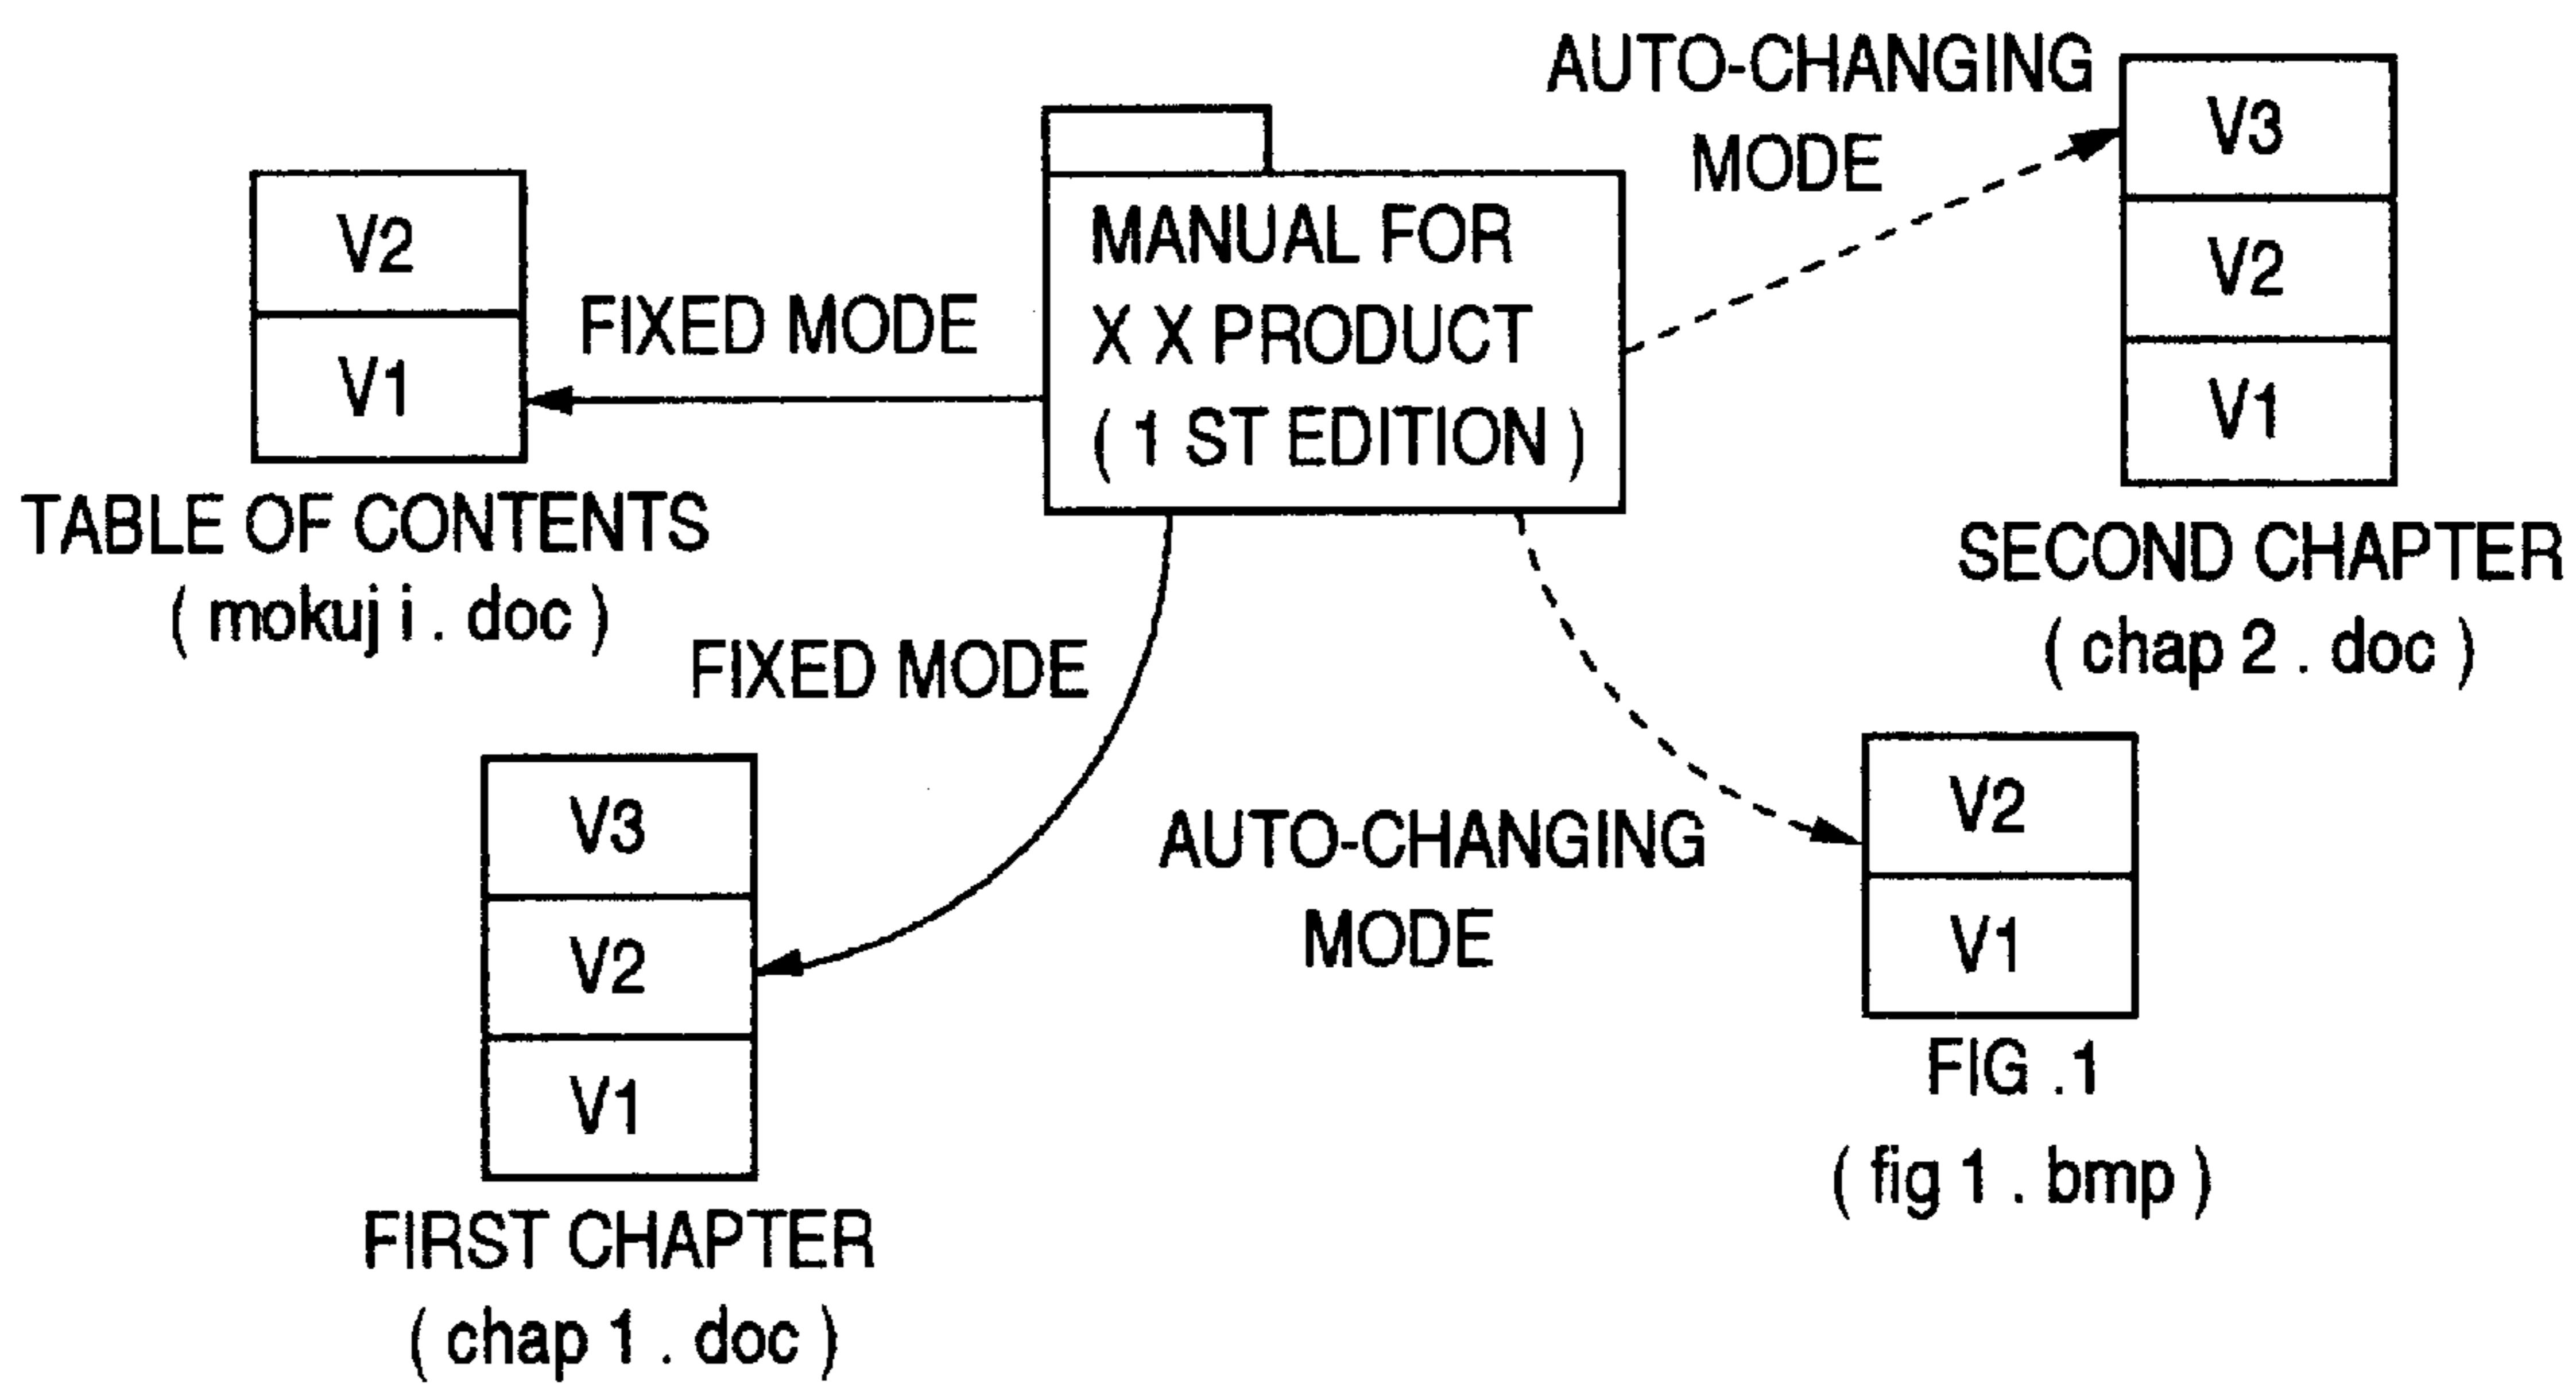 AUTO-CHANGING
MODE
V3
V2
V1
SECOND CHAPTER
( chap 2 . doc )
MANUAL FOR
X X PRODUCT
( 1 ST EDITION )
V2
V1
FIXED MODE
TABLE OF CONTENTS
( mokuj i . doc )
FIXED MODE
V3
V2
V1
FIRST CHAPTER
( chap 1 . doc )
AUTO-CHANGING
MODE
V2
V1
FIG .1
( fig 1 . bmp )